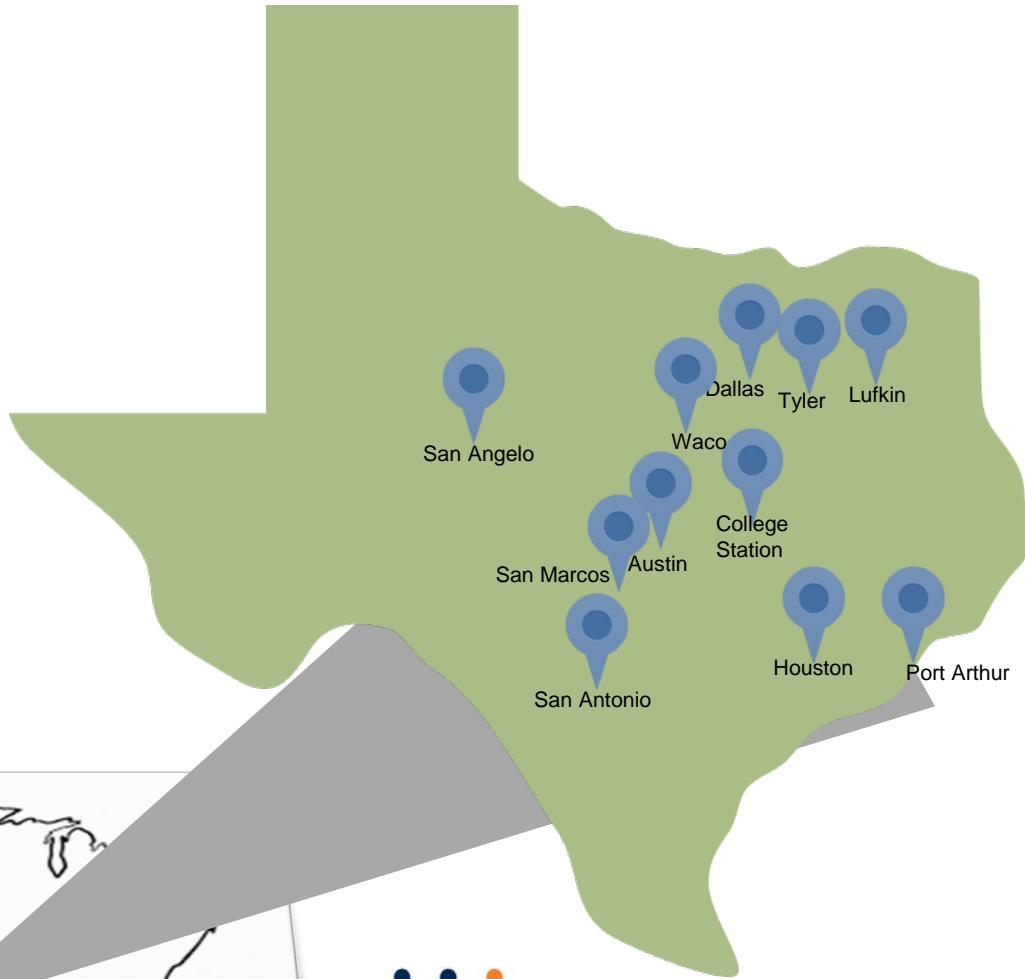 Dallas
Tyler
Lufkin
San Angelo
Waco
College
Station
Austin
San Marcos
Houston
Port Arthur
San Antonio